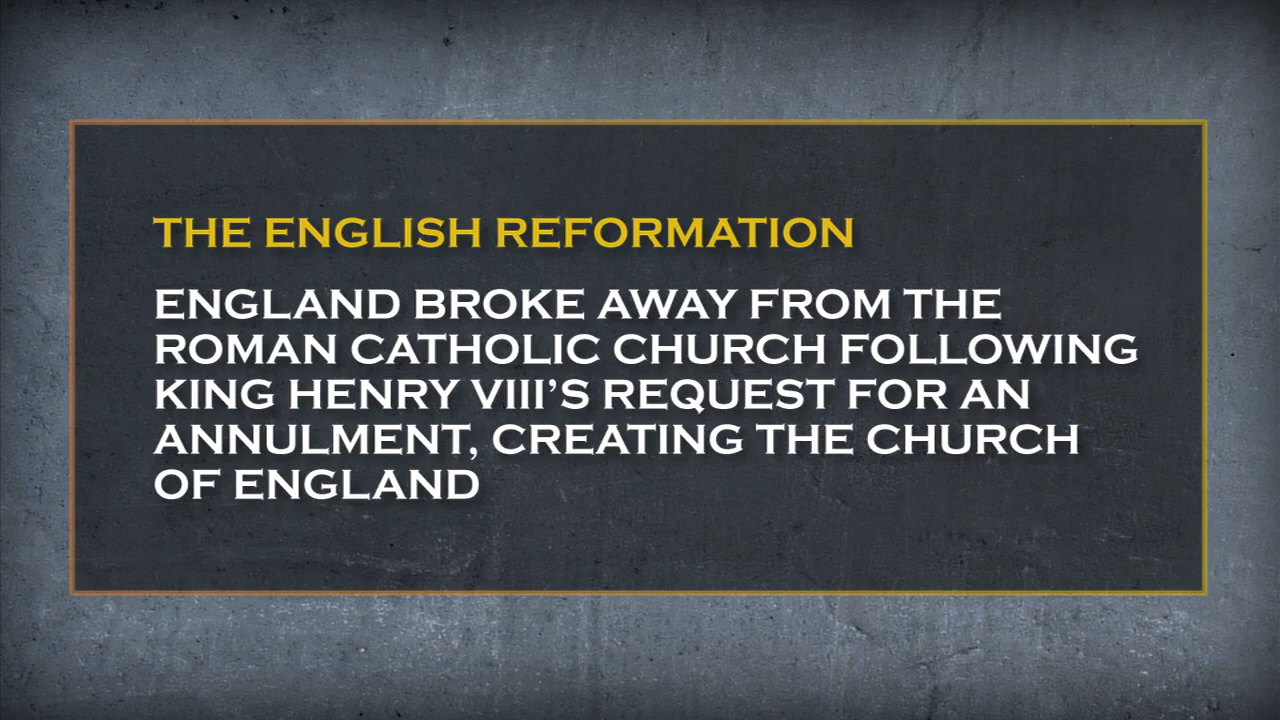 THE ENGLISH REFORMATION
ENGLAND BROKE AWAY FROM THE
ROMAN CATHOLIC CHURCH FOLLOWING
KING HENRY VIII’S REQUEST FOR AN
ANNULMENT, CREATING THE CHURCH
OF ENGLAND